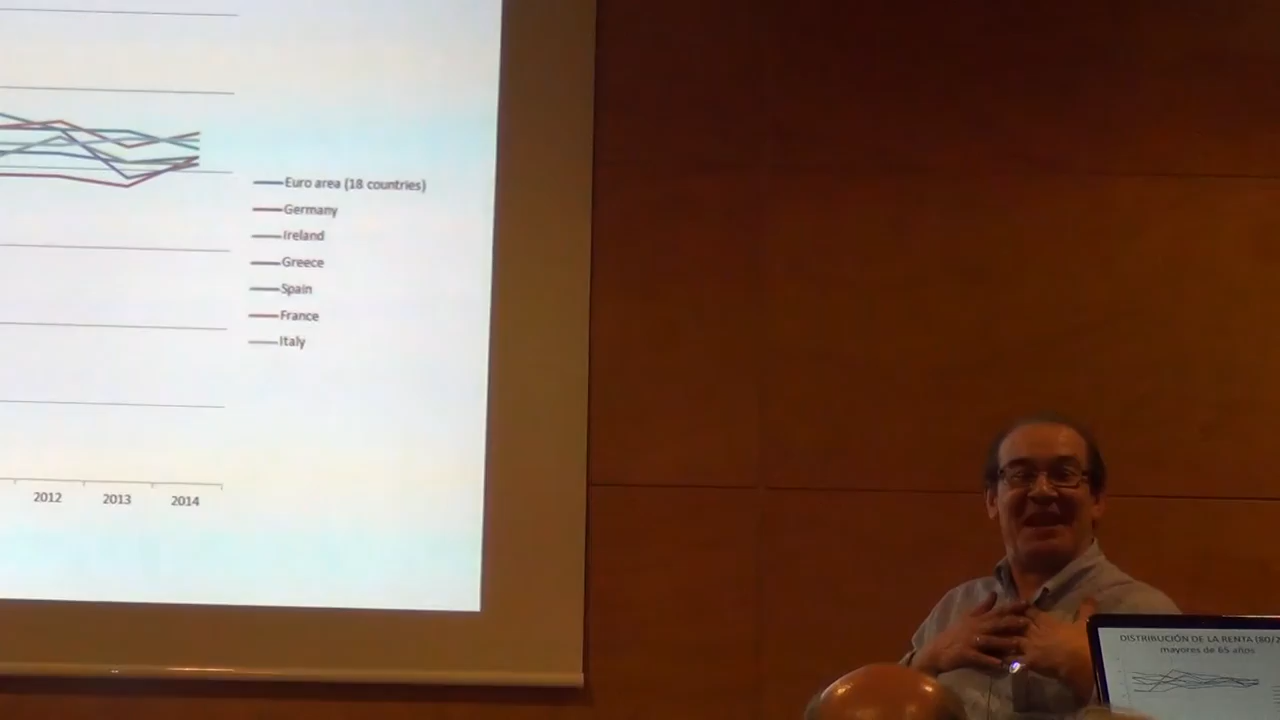 Euro area (18 countries)
Germany
Ireland
Greece
Spain
France
Italy
2012 2013 2014
DISTRIBUCIÓN DE LA RENTA (80/2
mayores de 65 años